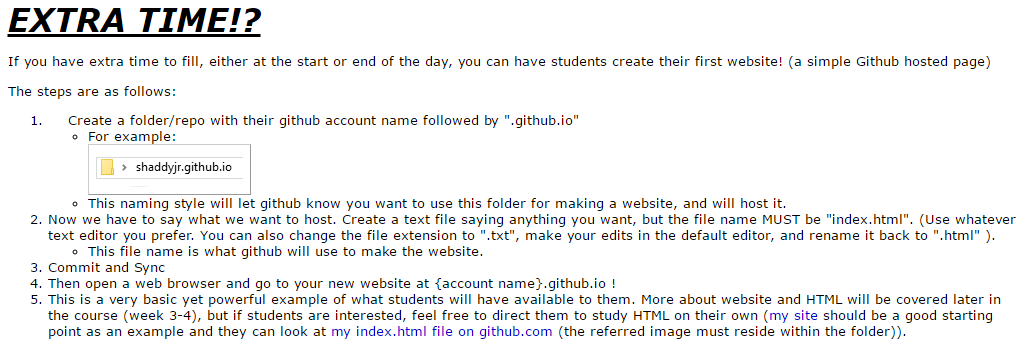 EXTRA TIME!?
If you have extra time to fill, either at the start or end of the day, you can have students create their first website! (a simple Github hosted page)
The steps are as follows:
1. Create a folder/repo with their github account name followed by ".github.io"
For example:
shaddyjr.github.io
This naming style will let github know you want to use this folder for making a website, and will host it.
2. Now we have to say what we want to host. Create a text file saying anything you want, but the file name MUST be "index.html". (Use whatever
text editor you prefer. You can also change the file extension to ".txt", make your edits in the default editor, and rename it back to ".html" ).
This file name is what github will use to make the website.
3. Commit and Sync
4. Then open a web browser and go to your new website at {account name}.github.io !
5. This is a very basic yet powerful example of what students will have available to them. More about website and HTML will be covered later in
the course (week 3-4), but if students are interested, feel free to direct them to study HTML on their own (my site should be a good starting
point as an example and they can look at my index.html file on github.com (the referred image must reside within the folder)).